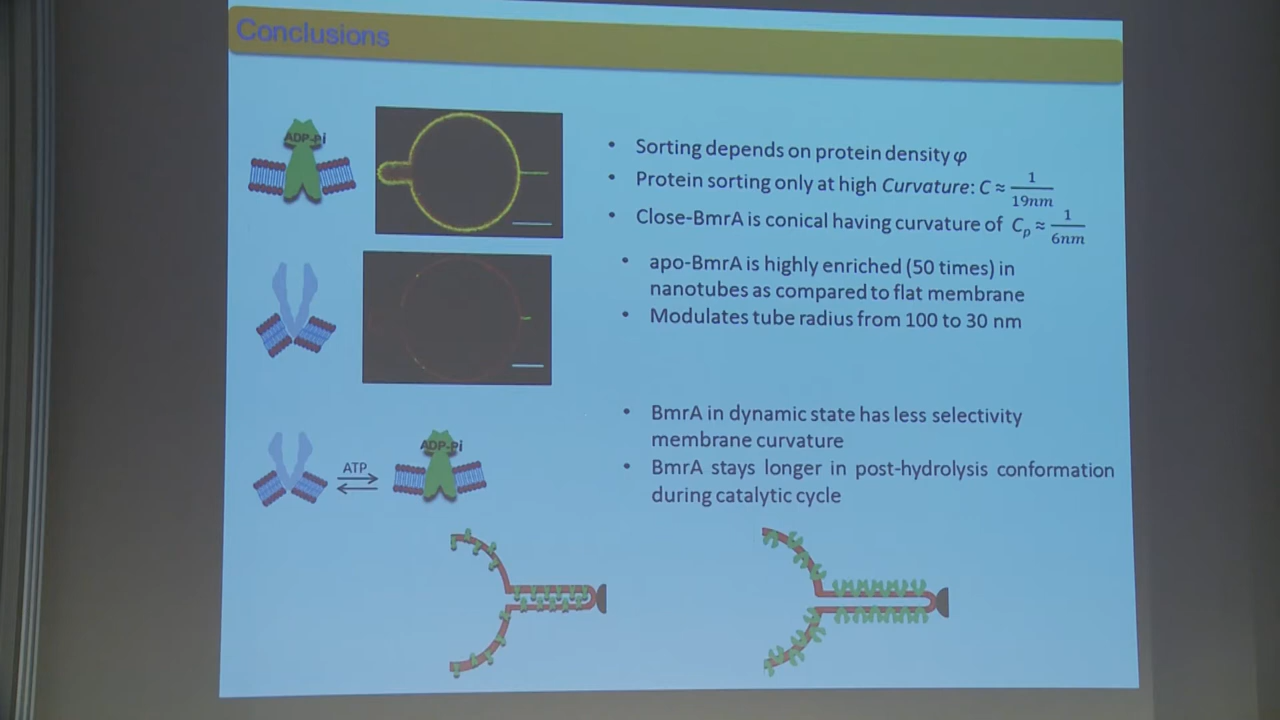 Conclusions
ADP-Pi
• Sorting depends on protein density φ
• Protein sorting only at high Curvature: C ≈ 1/19nm
• Close-BmrA is conical having curvature of Cₚ ≈ 1/6nm
• apo-BmrA is highly enriched (50 times) in
nanotubes as compared to flat membrane
• Modulates tube radius from 100 to 30 nm
• BmrA in dynamic state has less selectivity
membrane curvature
• BmrA stays longer in post-hydrolysis conformation
during catalytic cycle
ATP
ADP-Pi